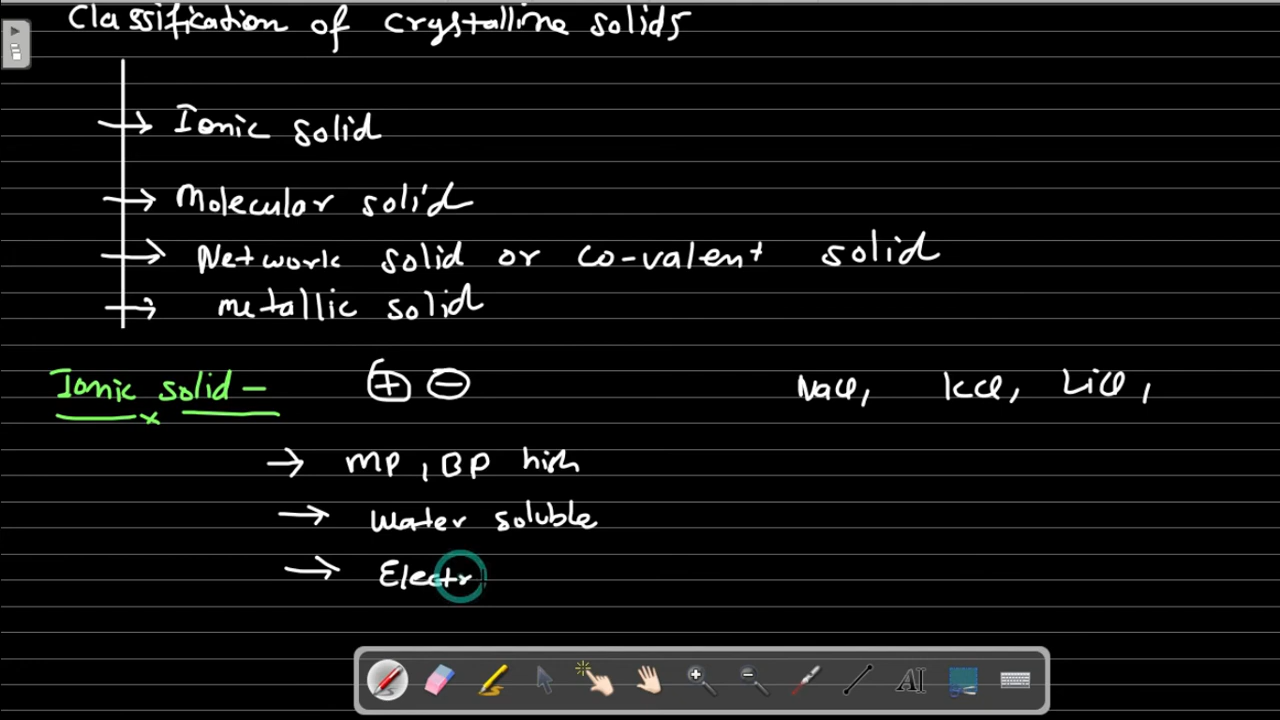 Classification of crystalline solids
Ionic solid
Molecular solid
Network solid or co-valent solid
metallic solid
Ionic solid - + - NaCl, KCl, LiCl,
MP, BP high
Water soluble
Electr
AI